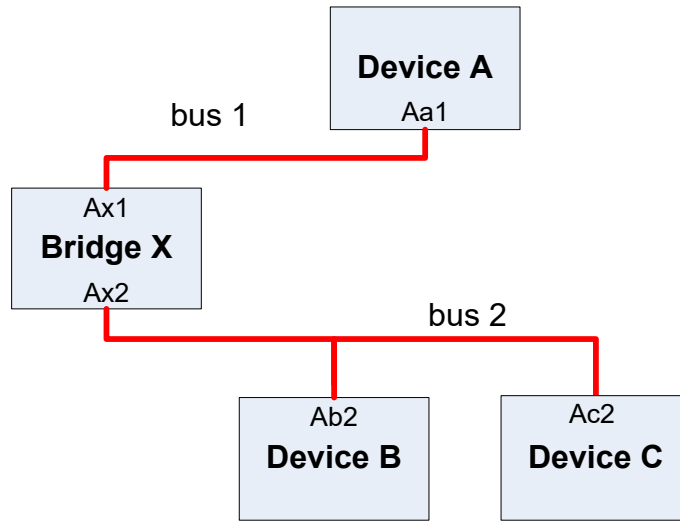 Device A
Aa1
bus 1
Ax1
Bridge X
Ax2
bus 2
Ab2
Device B
Ac2
Device C